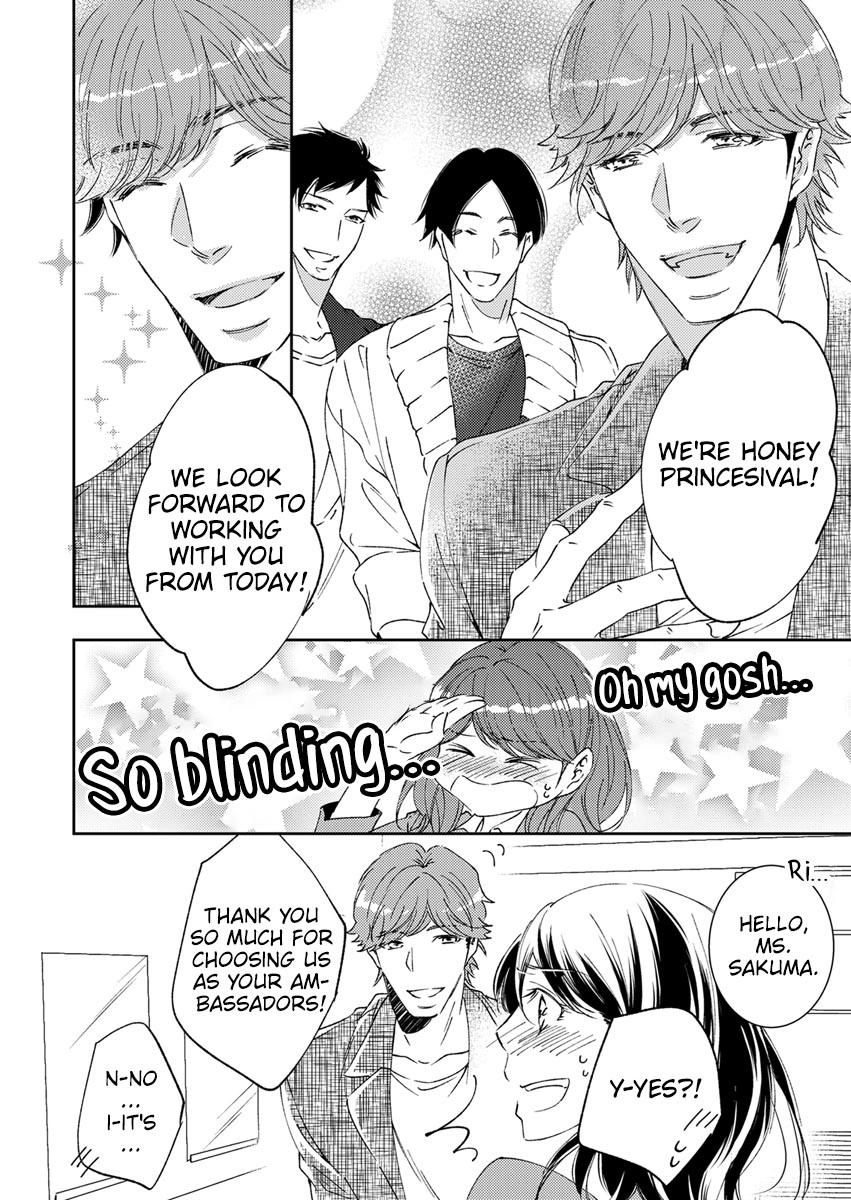 WE'RE HONEY
PRINCESIVAL!
WE LOOK
FORWARD TO
WORKING
WITH YOU
FROM TODAY!
Oh my gosh...
So blinding...
Ri...
HELLO,
MS.
SAKUMA.
Y-YES?!
THANK YOU
SO MUCH FOR
CHOOSING US
AS YOUR AM-
BASSADORS!
N-NO
...
I-IT'S
...